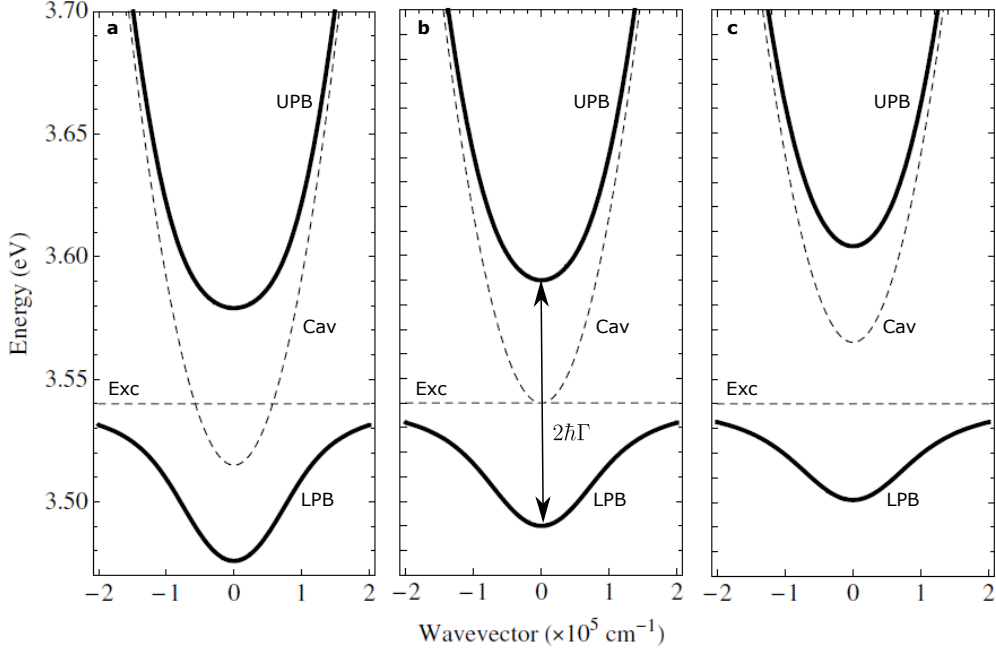 3.70
3.65
3.60
3.55
3.50
Energy (eV)
a
UPB
Cav
Exc
LPB
−2 −1 0 1 2
b
UPB
Cav
Exc
2ħΓ
LPB
−2 −1 0 1 2
c
UPB
Cav
Exc
LPB
−2 −1 0 1 2
Wavevector (×10⁵ cm⁻¹)